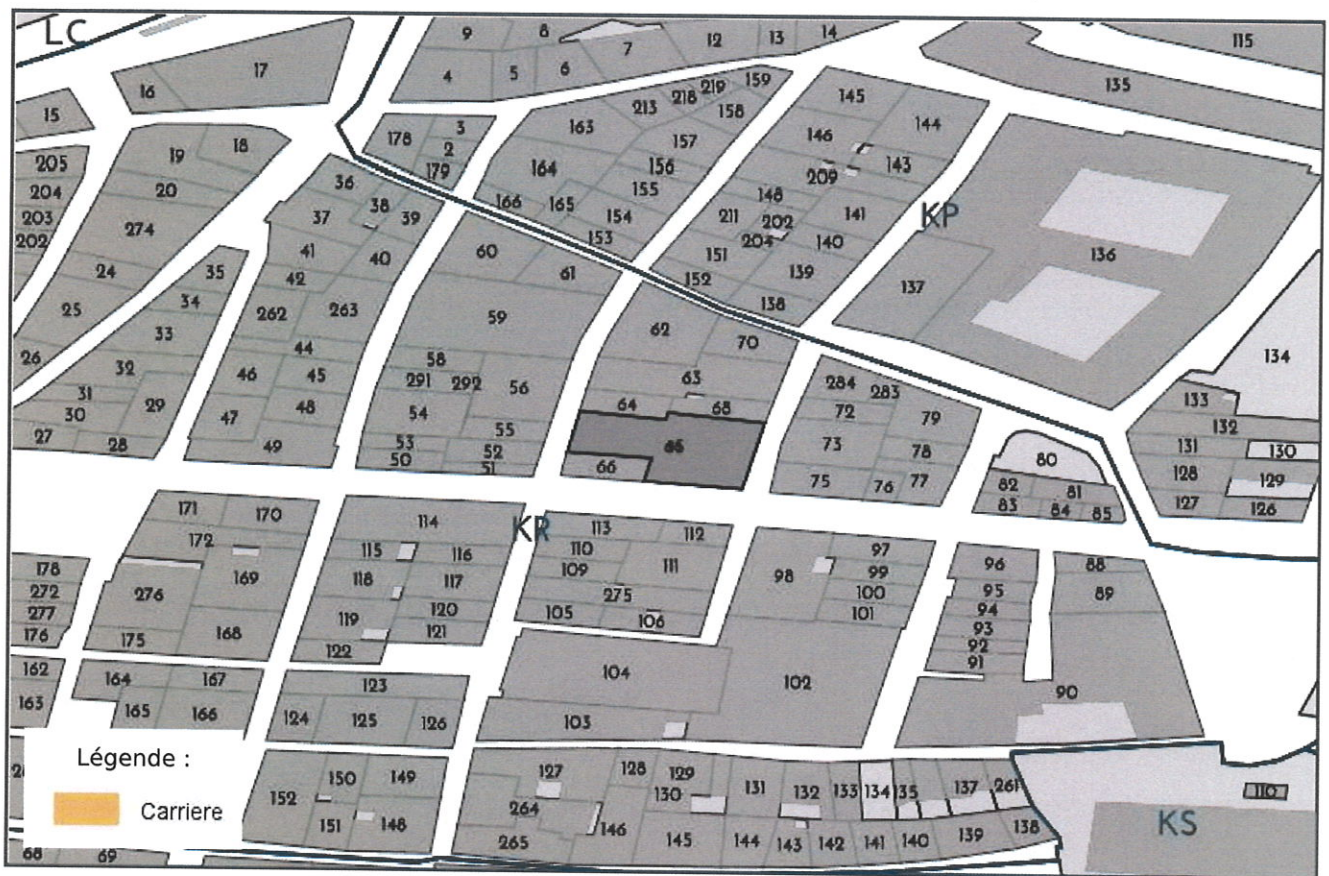 LC 9 8 7 12 13 14 115
16 17 4 5 6 135
15 219 159
178 3 163 213 218 158 145 144
205 19 18 2 157 146
204 20 36 179 164 156 209 143
203 37 38 39 166 165 155 148
202 274 154 211 202 141 KP
41 40 60 153 204 140 136
24 35 42 61 151 139 137
25 34 262 263 59 152 138
33 62 70 134
26 32 44 58 63 284 283 133
31 46 45 291 292 56 64 68 72 79 132
30 29 47 48 54 55 65 73 78 131 130
27 28 49 53 52 66 75 76 77 80 128 129
50 51 82 81 127 126
171 170 114 KR 113 112 83 84 85
172 115 116 110 111 97 96 88
178 169 118 117 109 98 99 95 89
272 276 275 100 94
277 119 120 105 106 101 93
176 175 168 122 121 92
162 164 167 123 104 102 91
163 165 166 124 125 126 103 90
Légende :
Carriere
150 149 127 128 129 131 132 133 134 135 137 261 110
152 264 130 KS
151 148 265 146 145 144 143 142 141 140 139 138
68 69